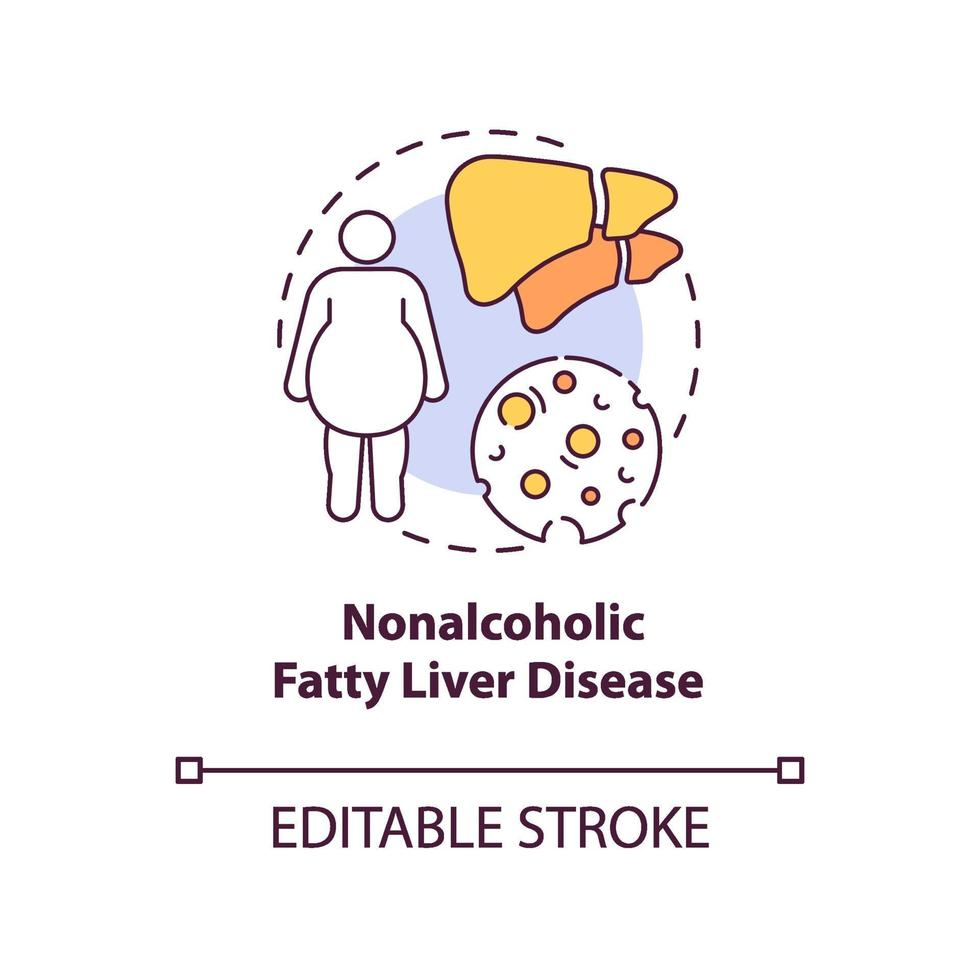 Nonalcoholic
Fatty Liver Disease
EDITABLE STROKE